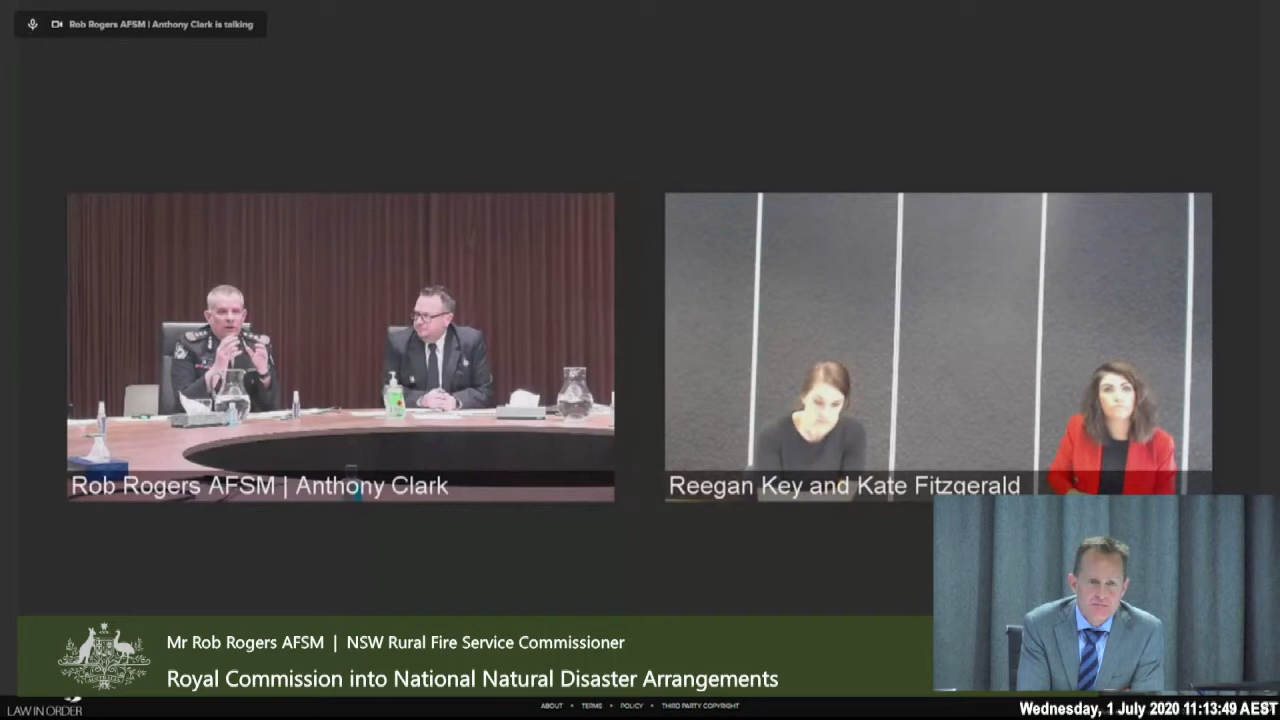 Rob Rogers AFSM | Anthony Clark is talking
Rob Rogers AFSM | Anthony Clark
Reegan Key and Kate Fitzgerald
Mr Rob Rogers AFSM | NSW Rural Fire Service Commissioner
Royal Commission into National Natural Disaster Arrangements
LAW IN ORDER
ABOUT • TERMS • POLICY • THIRD PARTY COPYRIGHT
Wednesday, 1 July 2020 11:13:49 AEST